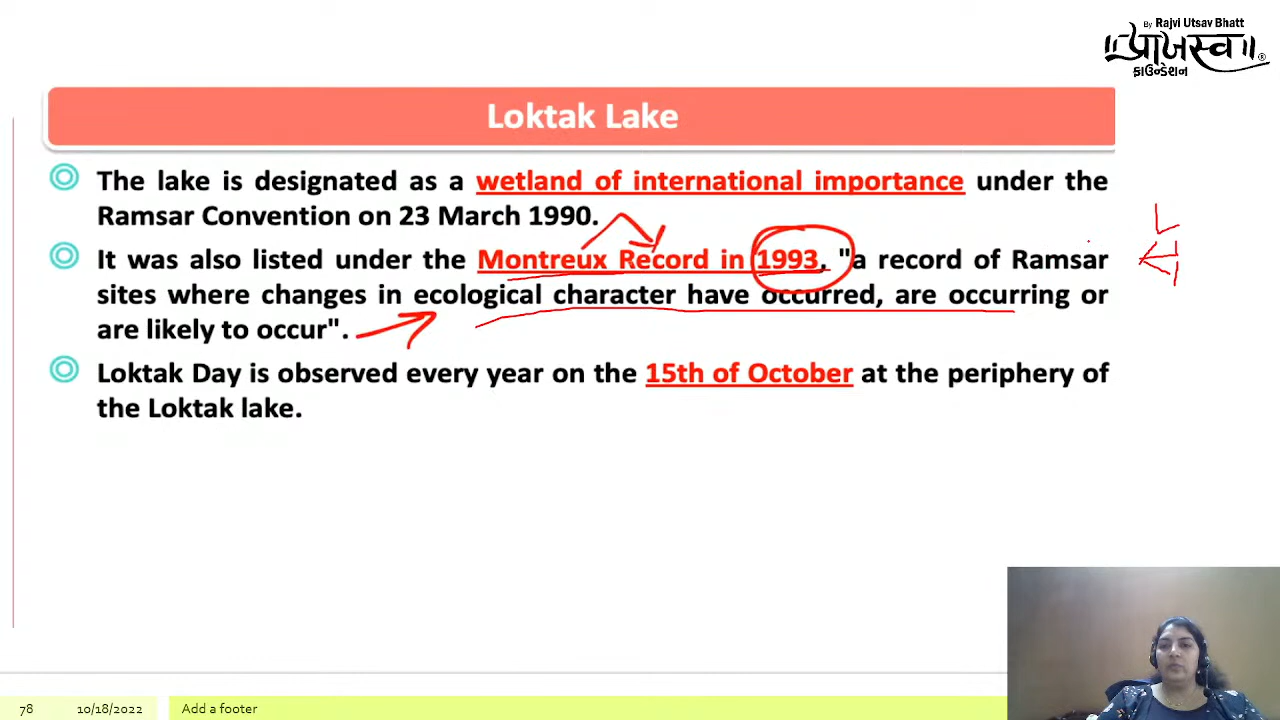 By Rajvi Utsav Bhatt
॥प्राજસ્વ॥ ®
ફાઉન્ડેશન
Loktak Lake
The lake is designated as a wetland of international importance under the
Ramsar Convention on 23 March 1990.
It was also listed under the Montreux Record in 1993, "a record of Ramsar
sites where changes in ecological character have occurred, are occurring or
are likely to occur".
Loktak Day is observed every year on the 15th of October at the periphery of
the Loktak lake.
78 10/18/2022 Add a footer